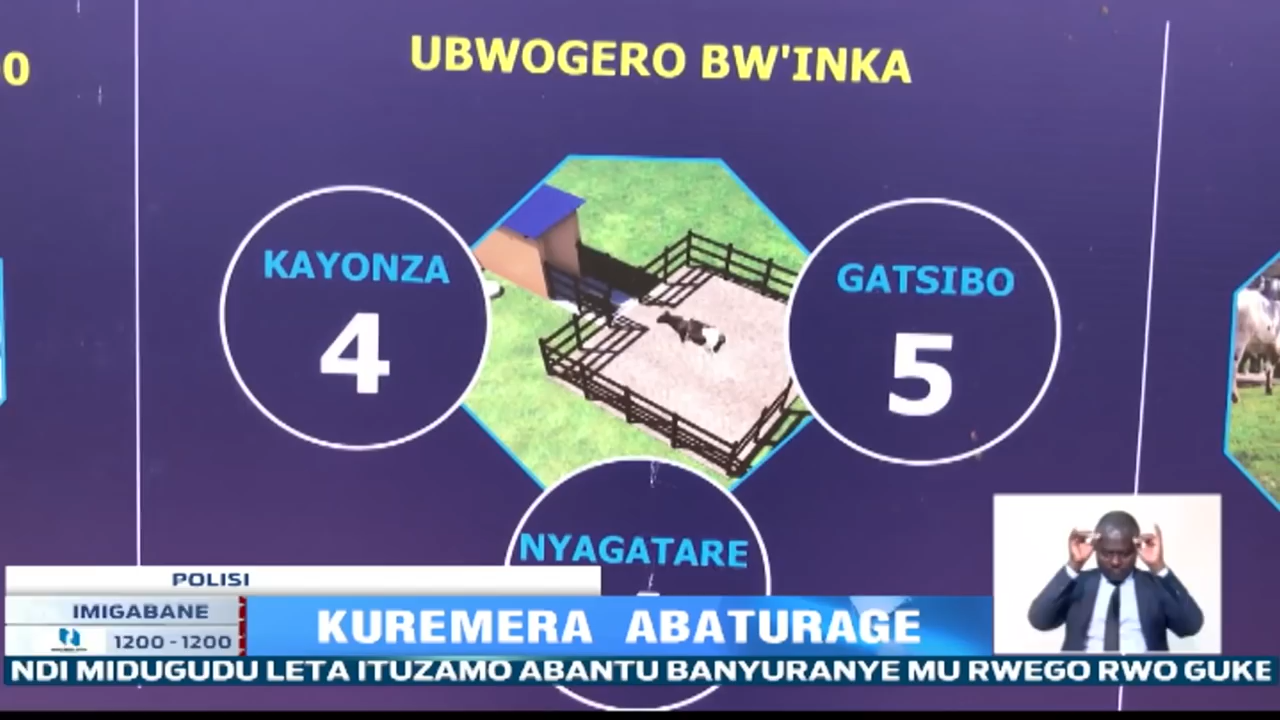 0
UBWOGERO BW'INKA
KAYONZA
4
GATSIBO
5
NYAGATARE
POLISI
IMIGABANE
1200 - 1200
KUREMERA ABATURAGE
NDI MIDUGUDU LETA ITUZAMO ABANTU BANYURANYE MU RWEGO RWO GUKE